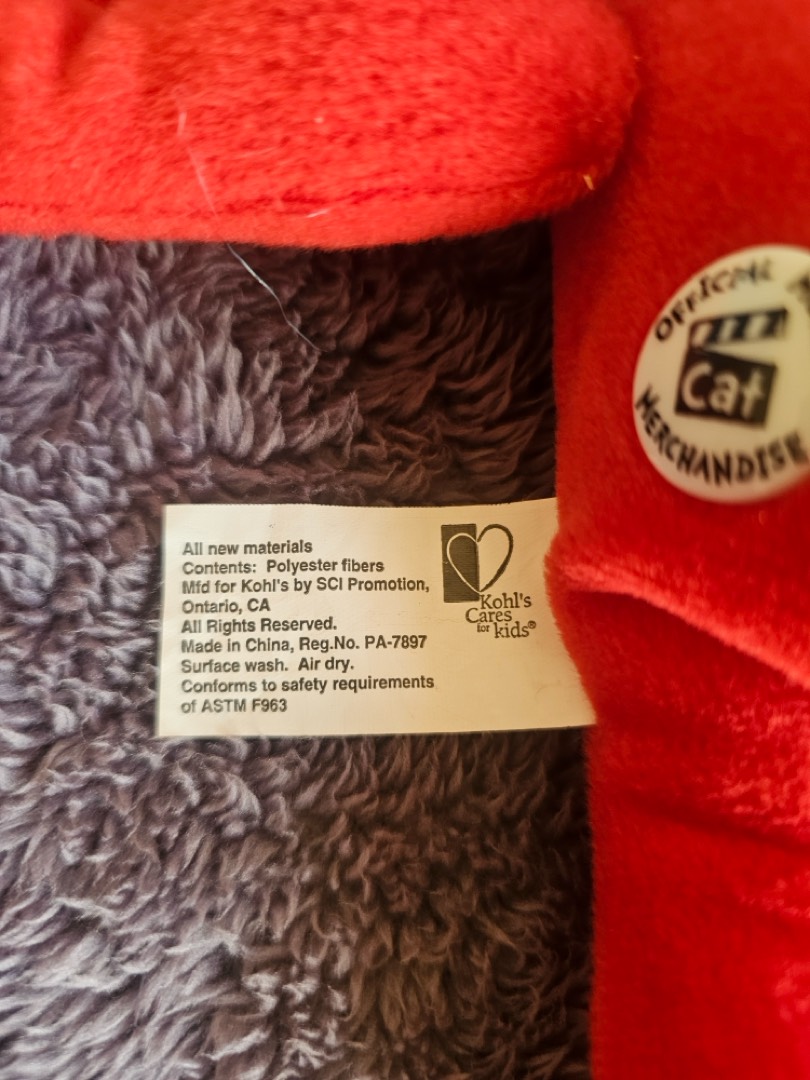 OFFICIAL
Cat
MERCHANDISE
All new materials
Contents: Polyester fibers
Mfd for Kohl's by SCI Promotion,
Ontario, CA
All Rights Reserved.
Made in China, Reg.No. PA-7897
Surface wash. Air dry.
Conforms to safety requirements
of ASTM F963
Kohl's
Cares
for kids®